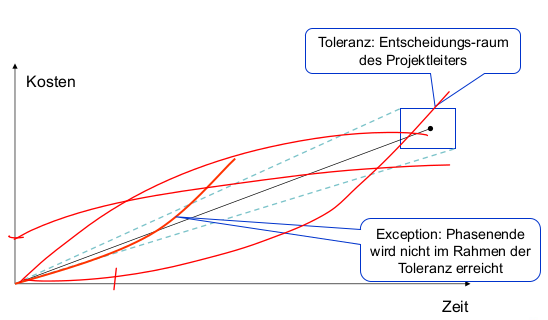 Toleranz: Entscheidungs-raum
des Projektleiters
Kosten
Exception: Phasenende
wird nicht im Rahmen der
Toleranz erreicht
Zeit